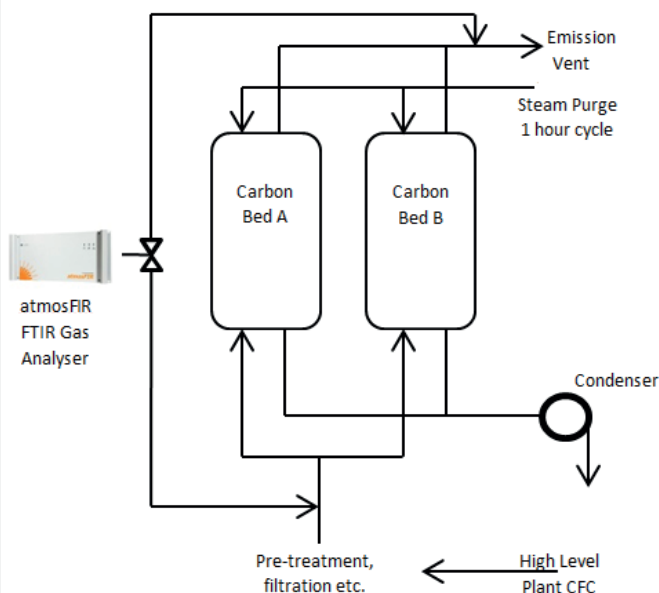 Emission
Vent
Steam Purge
1 hour cycle
Carbon
Bed A
Carbon
Bed B
atmosFIR
FTIR Gas
Analyser
Condenser
Pre-treatment,
filtration etc.
High Level
Plant CFC